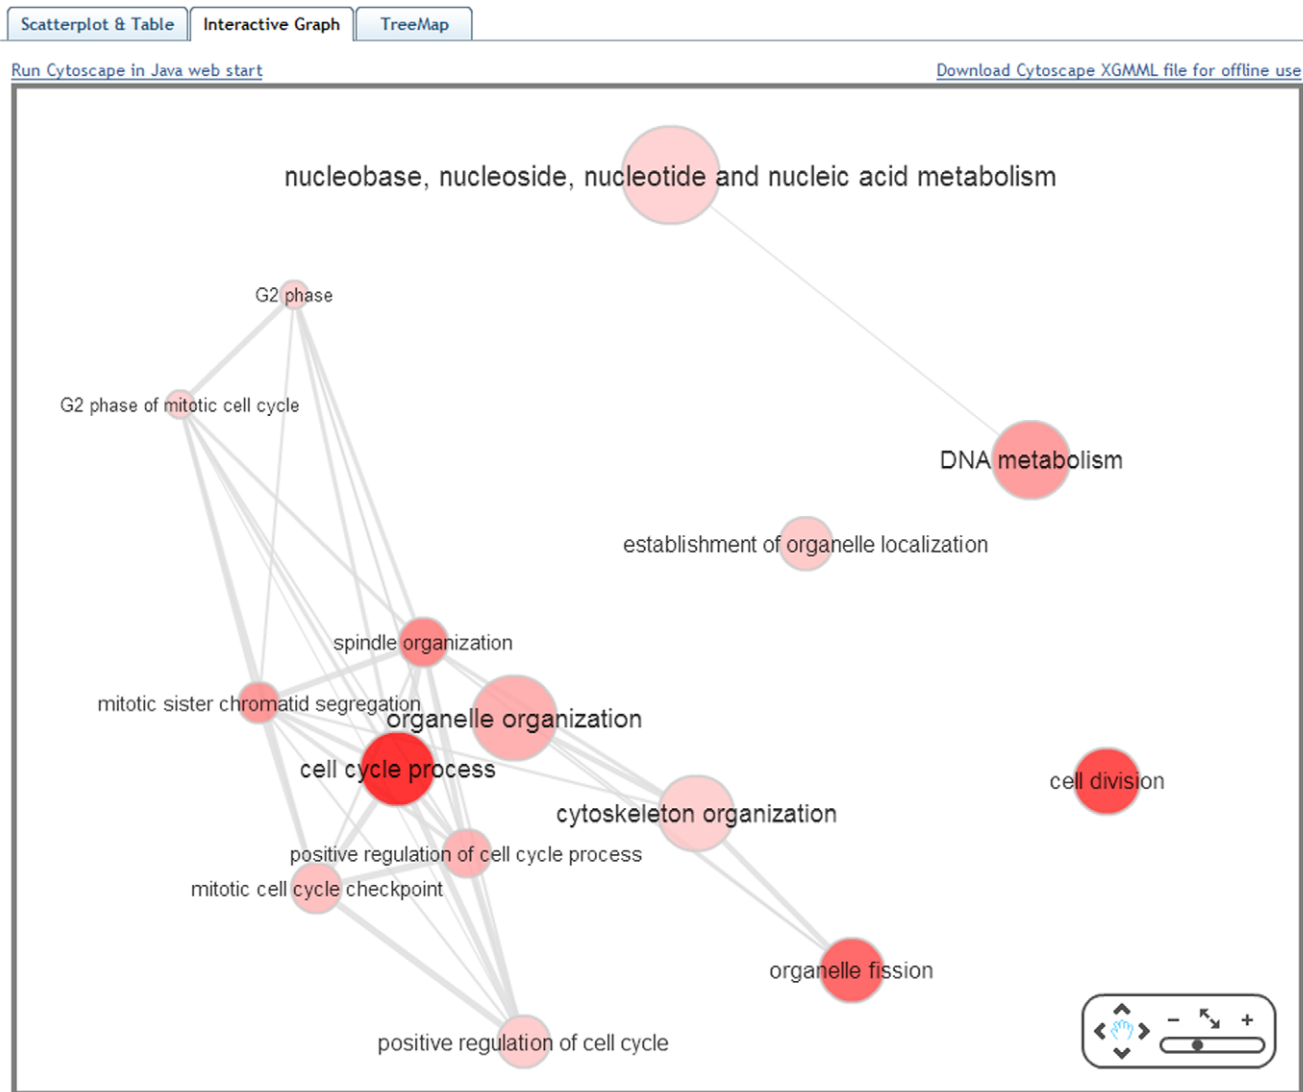 Scatterplot & Table
Interactive Graph
TreeMap
Run Cytoscape in Java web start
Download Cytoscape XGMML file for offline use
nucleobase, nucleoside, nucleotide and nucleic acid metabolism
G2 phase
G2 phase of mitotic cell cycle
DNA metabolism
establishment of organelle localization
spindle organization
mitotic sister chromatid segregation
organelle organization
cell cycle process
cell division
cytoskeleton organization
positive regulation of cell cycle process
mitotic cell cycle checkpoint
organelle fission
positive regulation of cell cycle